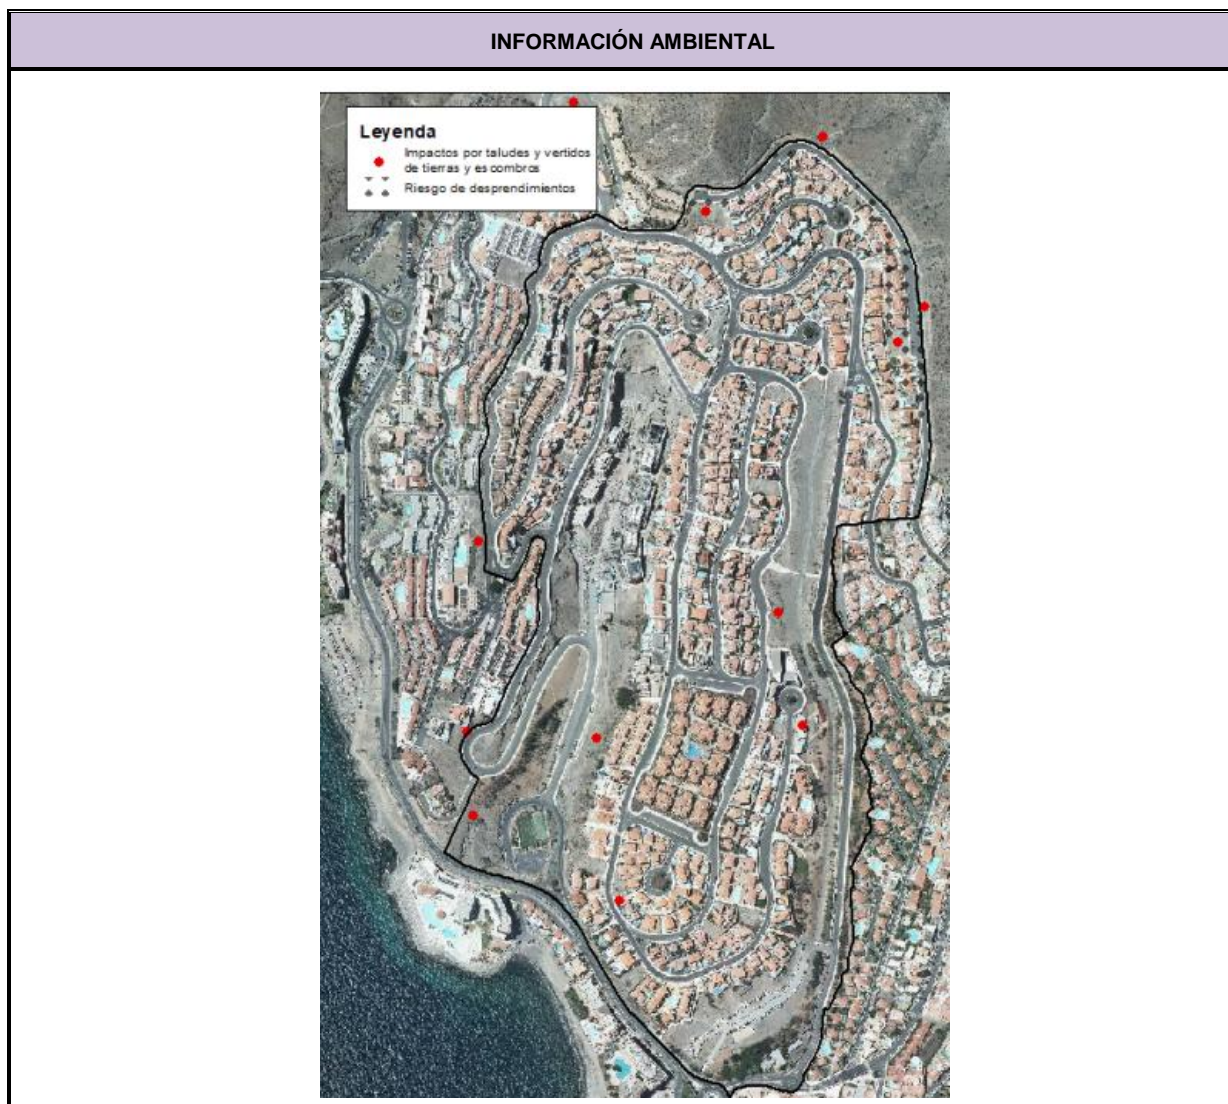 INFORMACIÓN AMBIENTAL
Leyenda
Impactos por taludes y vertidos
de tierras y escombros
Riesgo de desprendimientos